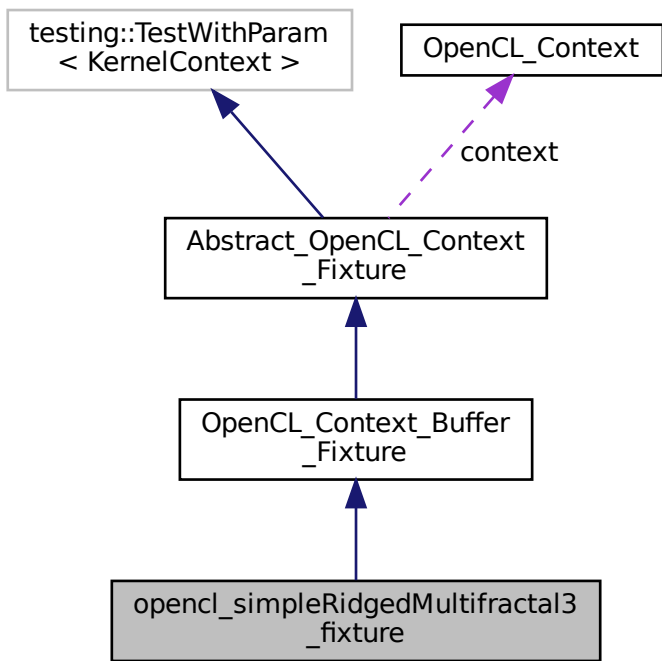 testing::TestWithParam
< KernelContext >
OpenCL_Context
context
Abstract_OpenCL_Context
_Fixture
OpenCL_Context_Buffer
_Fixture
opencl_simpleRidgedMultifractal3
_fixture